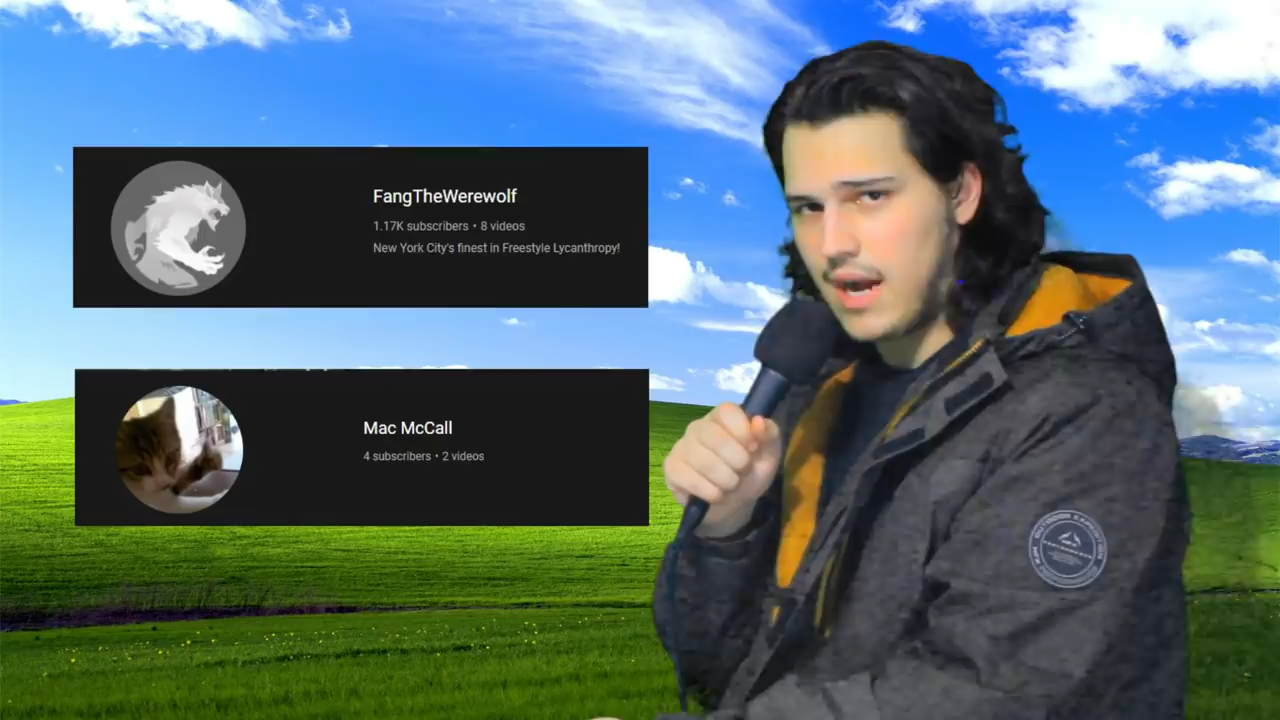 FangTheWerewolf
1.17K subscribers • 8 videos
New York City's finest in Freestyle Lycanthropy!
Mac McCall
4 subscribers • 2 videos